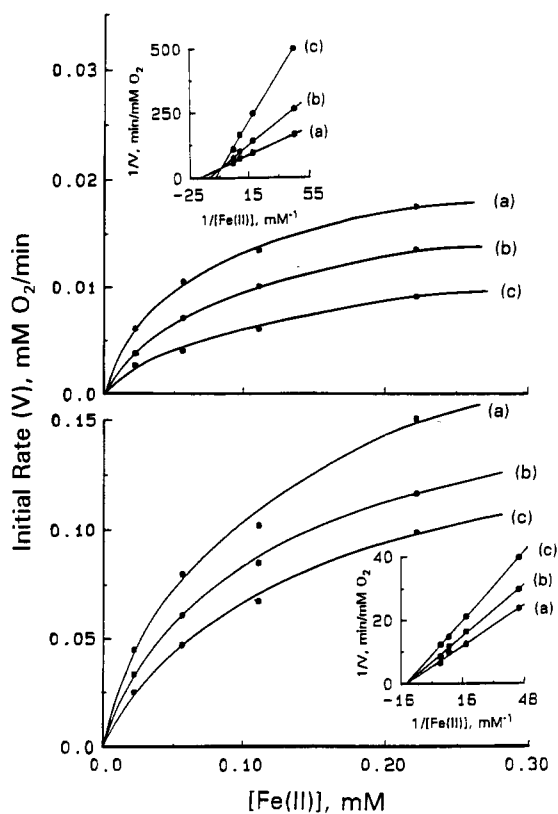 Initial Rate (V), mM O2/min
0.03
0.02
0.01
0.0
500
250
0
1/V, min/mM O2
-25
15
55
1/[Fe(II)], mM-1
(c)
(b)
(a)
(a)
(b)
(c)
0.15
0.10
0.05
0.0
(a)
(b)
(c)
40
20
0
1/V, min/mM O2
-16
16
48
1/[Fe(II)], mM-1
(c)
(b)
(a)
0.0
0.10
0.20
0.30
[Fe(II)], mM